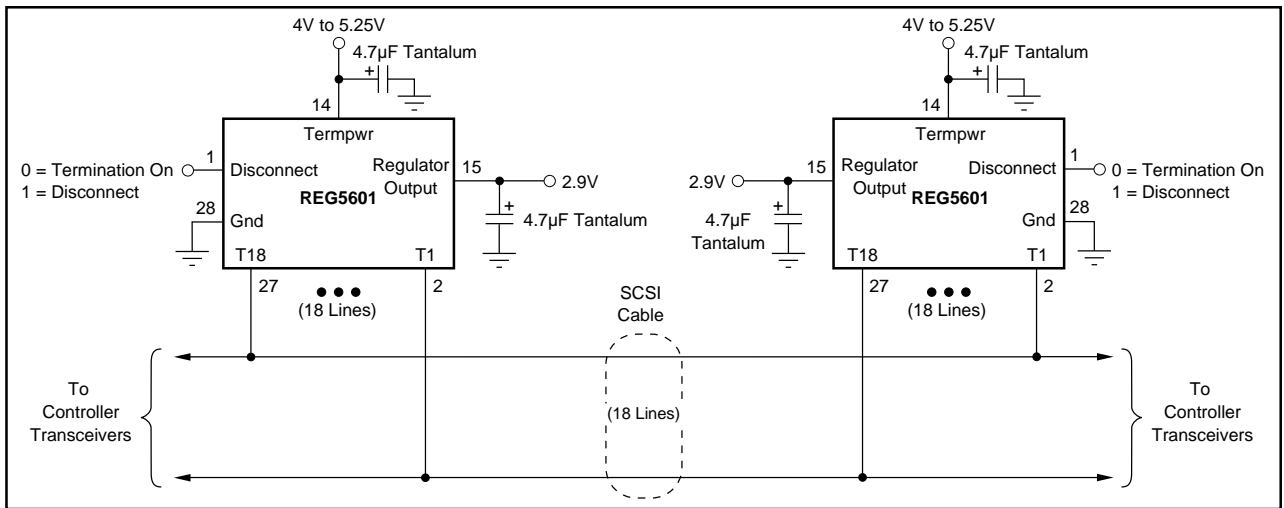 4V to 5.25V
4.7µF Tantalum
+
14
Termpwr
0 = Termination On
1 = Disconnect
1
Disconnect
Regulator
Output
15
2.9V
REG5601
28
Gnd
+
4.7µF Tantalum
T18
T1
27
2
(18 Lines)
4V to 5.25V
4.7µF Tantalum
+
14
Termpwr
2.9V
15
Regulator
Output
Disconnect
1
0 = Termination On
1 = Disconnect
REG5601
28
Gnd
4.7µF
Tantalum
+
T18
T1
27
2
(18 Lines)
SCSI
Cable
(18 Lines)
To
Controller
Transceivers
To
Controller
Transceivers